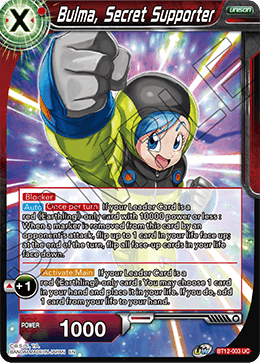 X
Bulma, Secret Supporter
UNISON
Blocker
Auto Once per turn If your Leader Card is a
red {Earthling}-only card with 10000 power or less :
When a marker is removed from this card by an
opponent's attack, flip up to 1 card in your life face up;
at the end of the turn, flip all face-up cards in your life
face down.
+1
Activate:Main If your Leader Card is a
red {Earthling}-only card : You may choose 1 card
in your hand and place it in your life. If you do, add 1
card from your life to your hand.
POWER
1000
BT12-003 UC